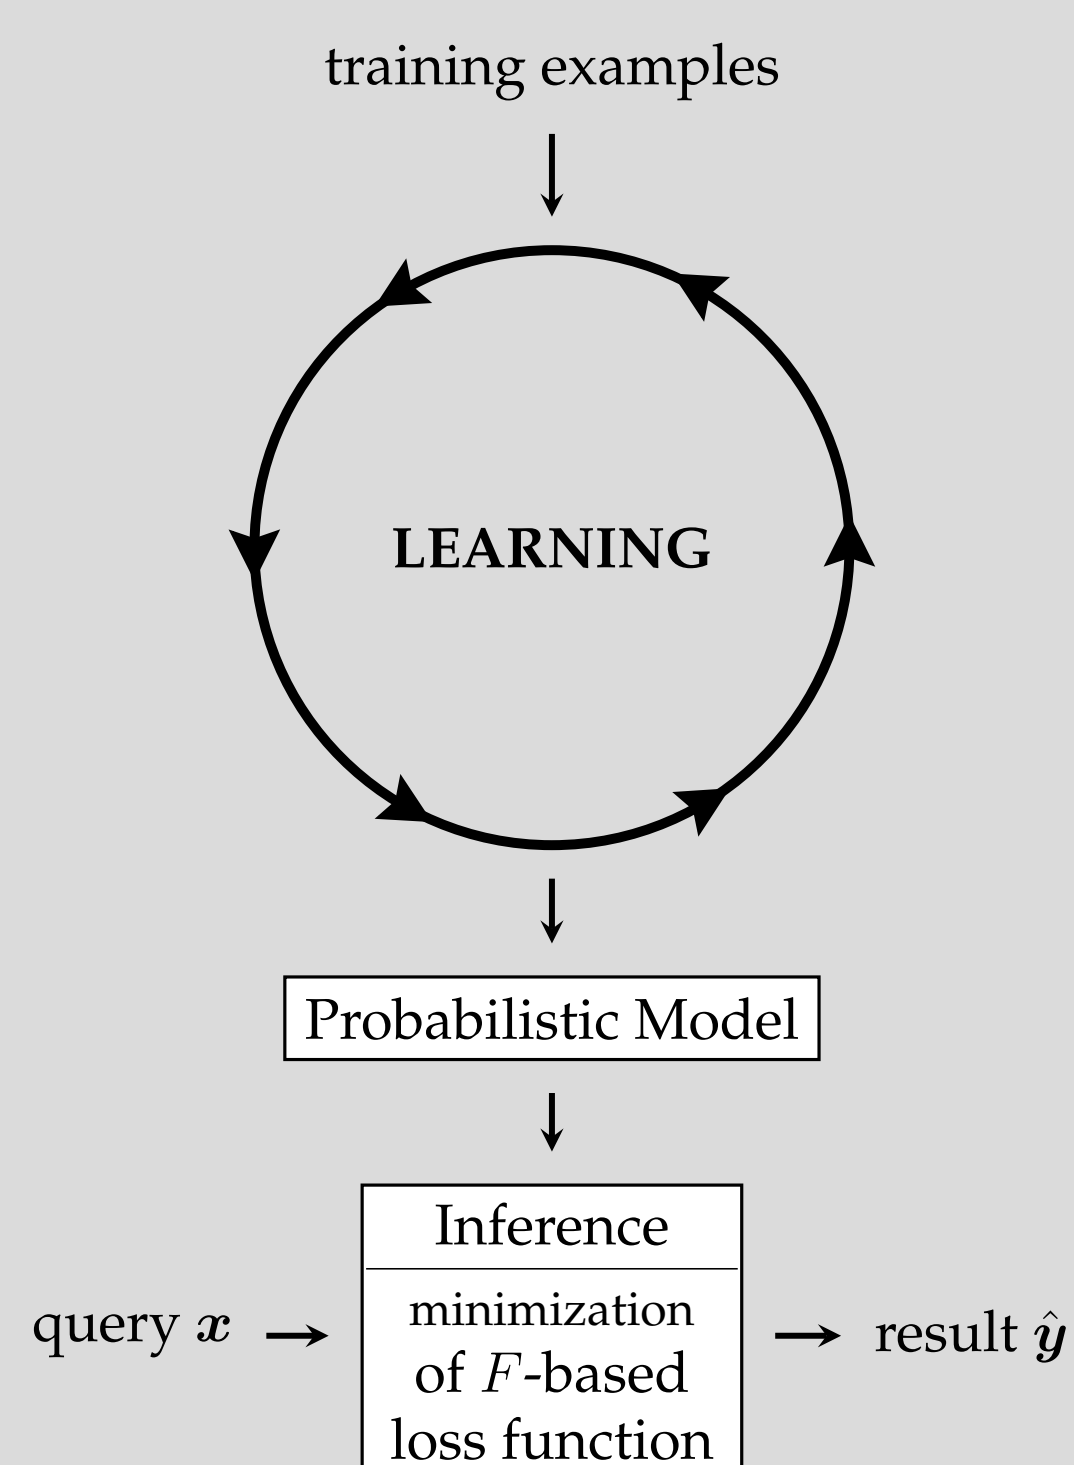 training examples
LEARNING
Probabilistic Model
Inference
query x
minimization
of F-based
loss function
result ŷ